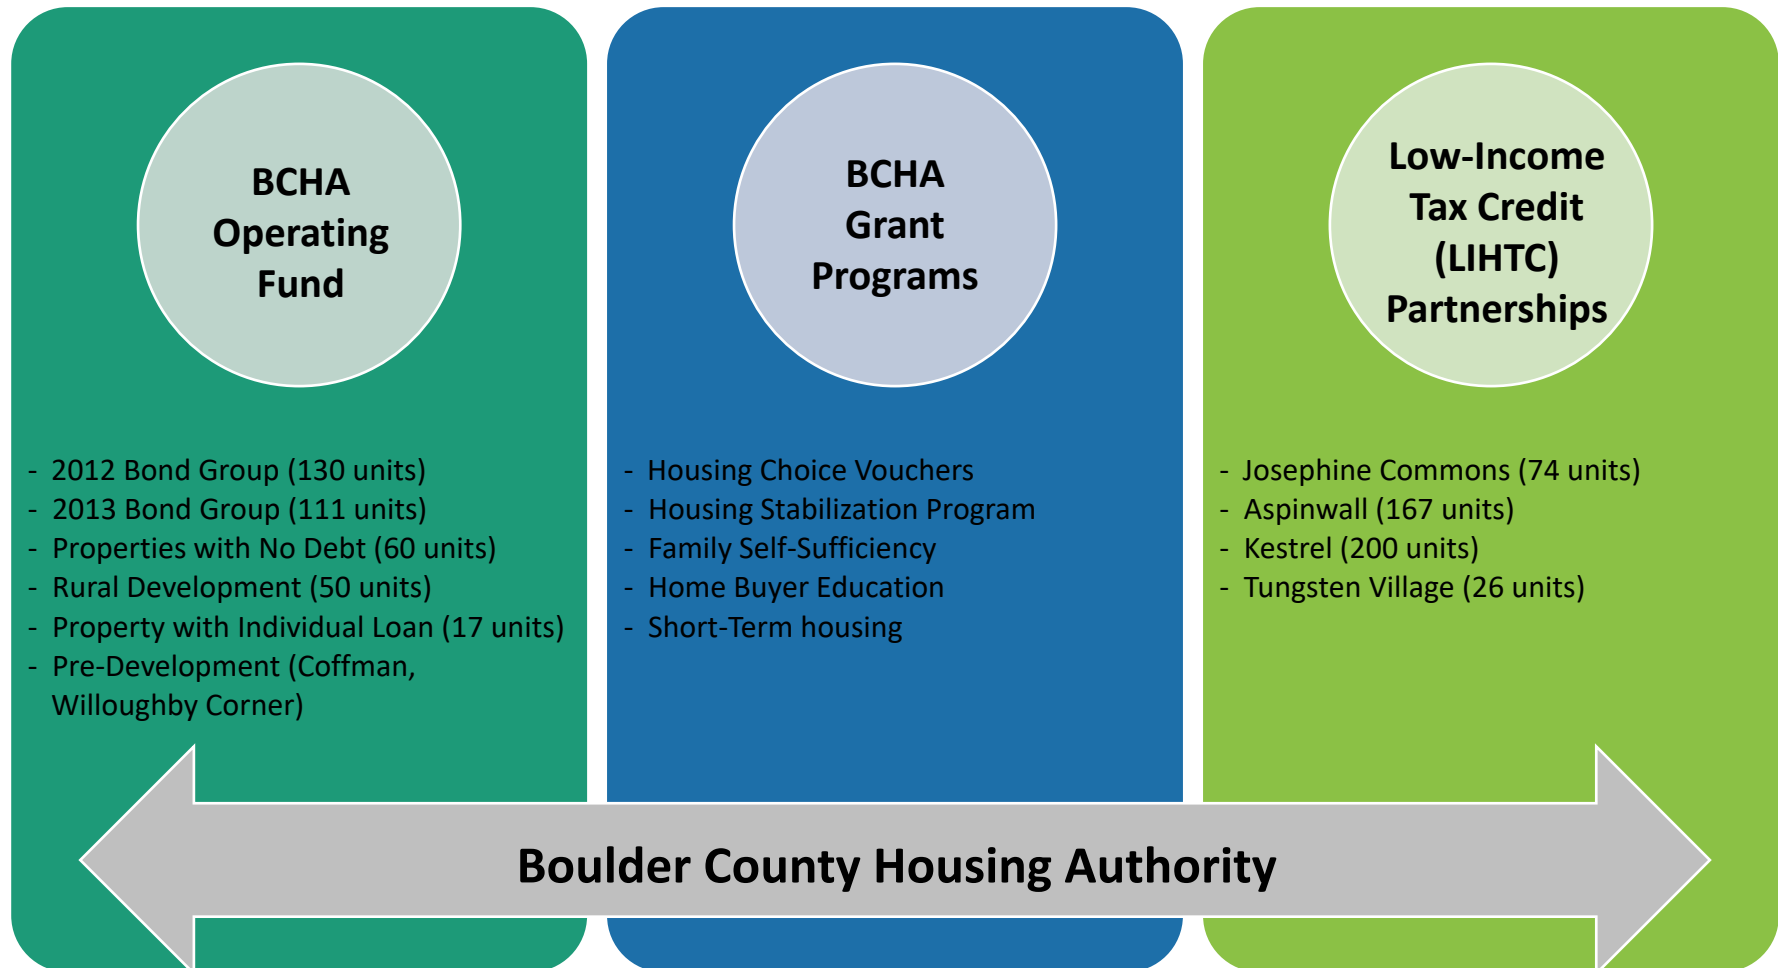 BCHA
Operating
Fund
- 2012 Bond Group (130 units)
- 2013 Bond Group (111 units)
- Properties with No Debt (60 units)
- Rural Development (50 units)
- Property with Individual Loan (17 units)
- Pre-Development (Coffman,
Willoughby Corner)
BCHA
Grant
Programs
- Housing Choice Vouchers
- Housing Stabilization Program
- Family Self-Sufficiency
- Home Buyer Education
- Short-Term housing
Low-Income
Tax Credit
(LIHTC)
Partnerships
- Josephine Commons (74 units)
- Aspinwall (167 units)
- Kestrel (200 units)
- Tungsten Village (26 units)
Boulder County Housing Authority